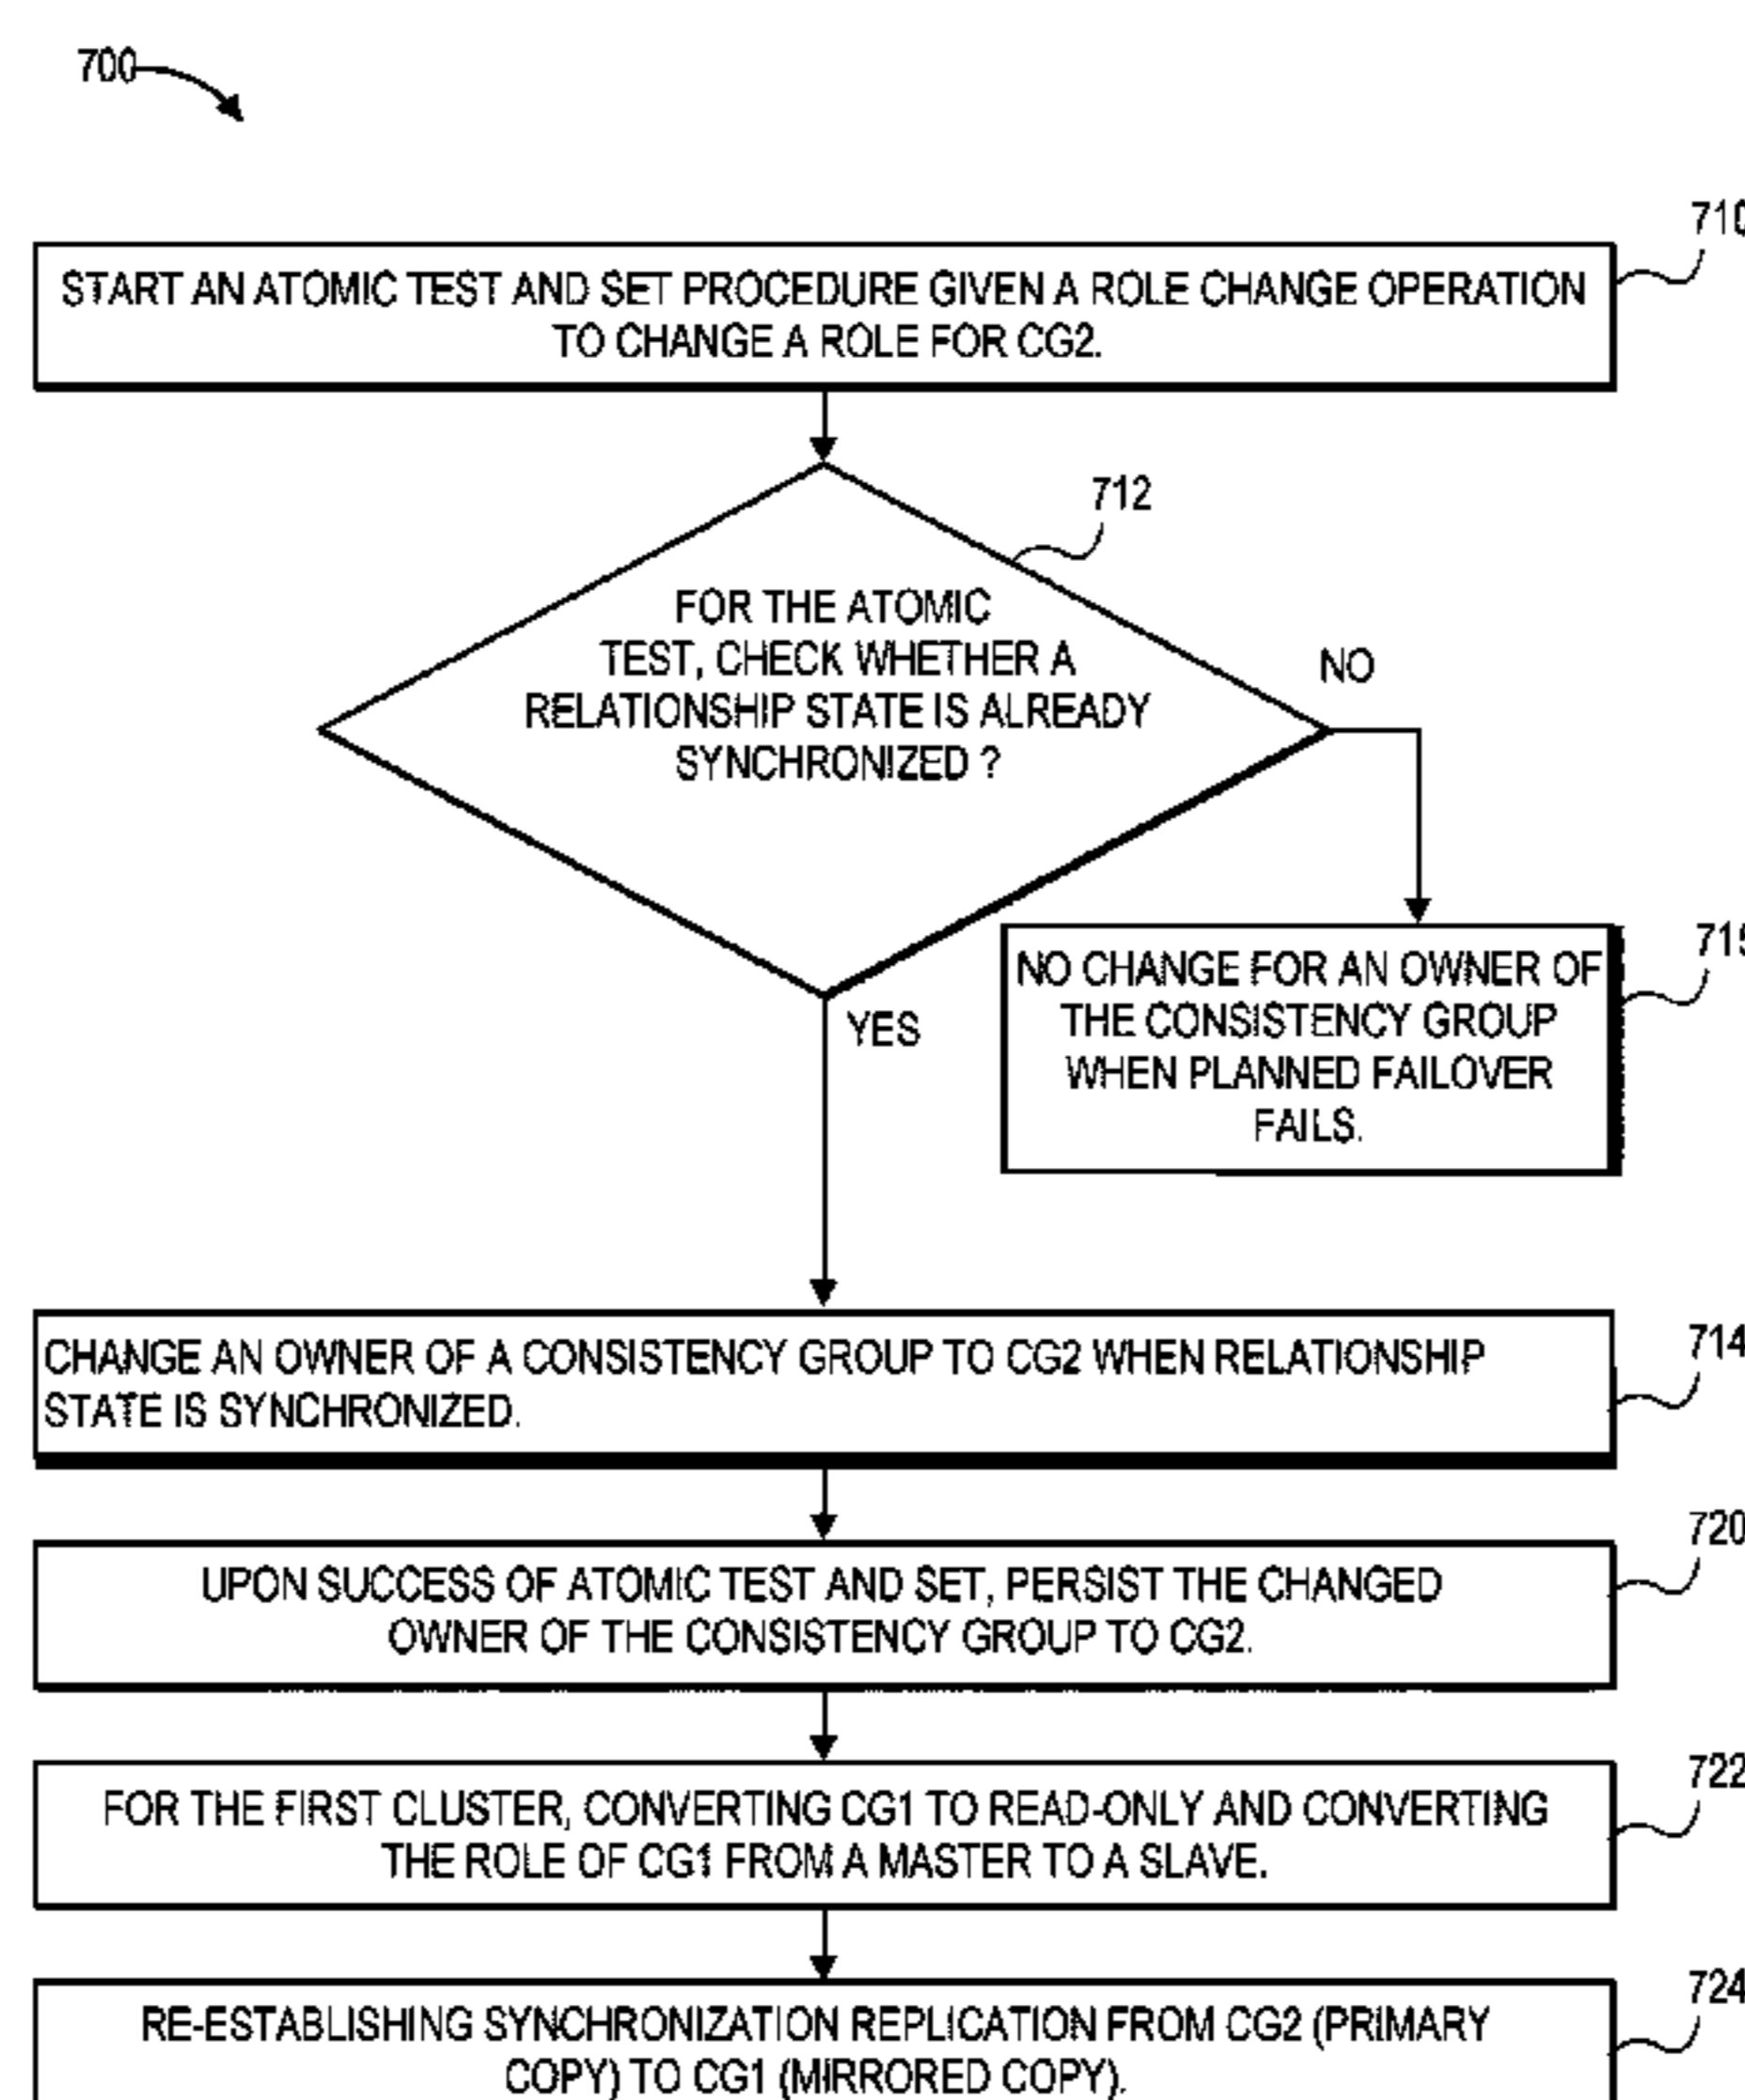 700
710
START AN ATOMIC TEST AND SET PROCEDURE GIVEN A ROLE CHANGE OPERATION
TO CHANGE A ROLE FOR CG2.
712
FOR THE ATOMIC
TEST, CHECK WHETHER A
RELATIONSHIP STATE IS ALREADY
SYNCHRONIZED ?
NO
YES
715
NO CHANGE FOR AN OWNER OF
THE CONSISTENCY GROUP
WHEN PLANNED FAILOVER
FAILS.
714
CHANGE AN OWNER OF A CONSISTENCY GROUP TO CG2 WHEN RELATIONSHIP
STATE IS SYNCHRONIZED.
720
UPON SUCCESS OF ATOMIC TEST AND SET, PERSIST THE CHANGED
OWNER OF THE CONSISTENCY GROUP TO CG2.
722
FOR THE FIRST CLUSTER, CONVERTING CG1 TO READ-ONLY AND CONVERTING
THE ROLE OF CG1 FROM A MASTER TO A SLAVE.
724
RE-ESTABLISHING SYNCHRONIZATION REPLICATION FROM CG2 (PRIMARY
COPY) TO CG1 (MIRRORED COPY).